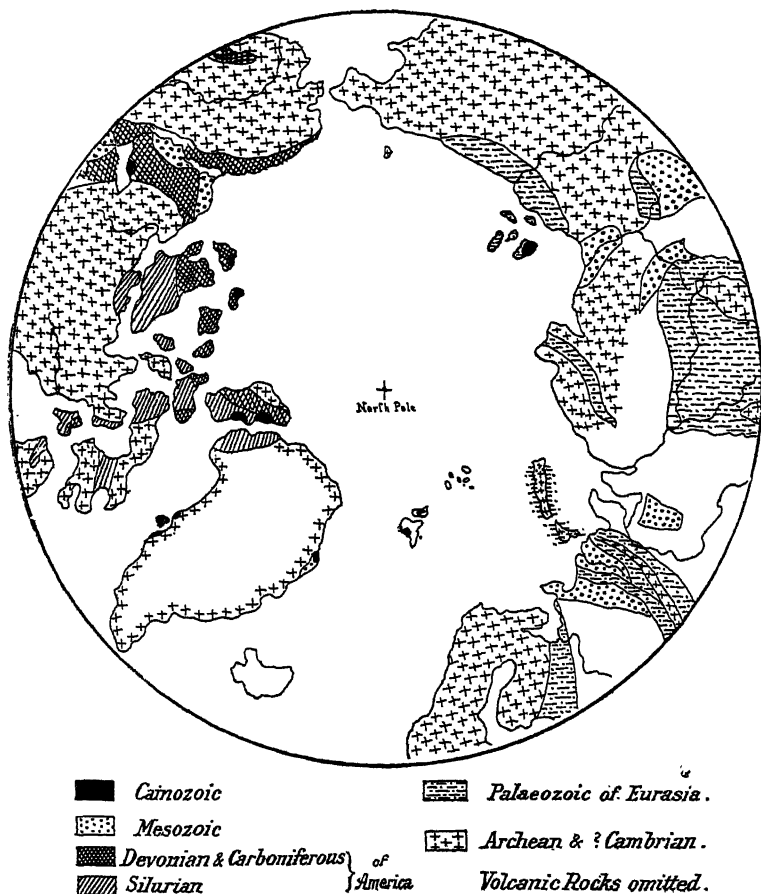 North Pole
Cainozoic
Mesozoic
Devonian & Carboniferous
Silurian
of
America
Palaeozoic of Eurasia.
Archean & ? Cambrian.
Volcanic Rocks omitted.